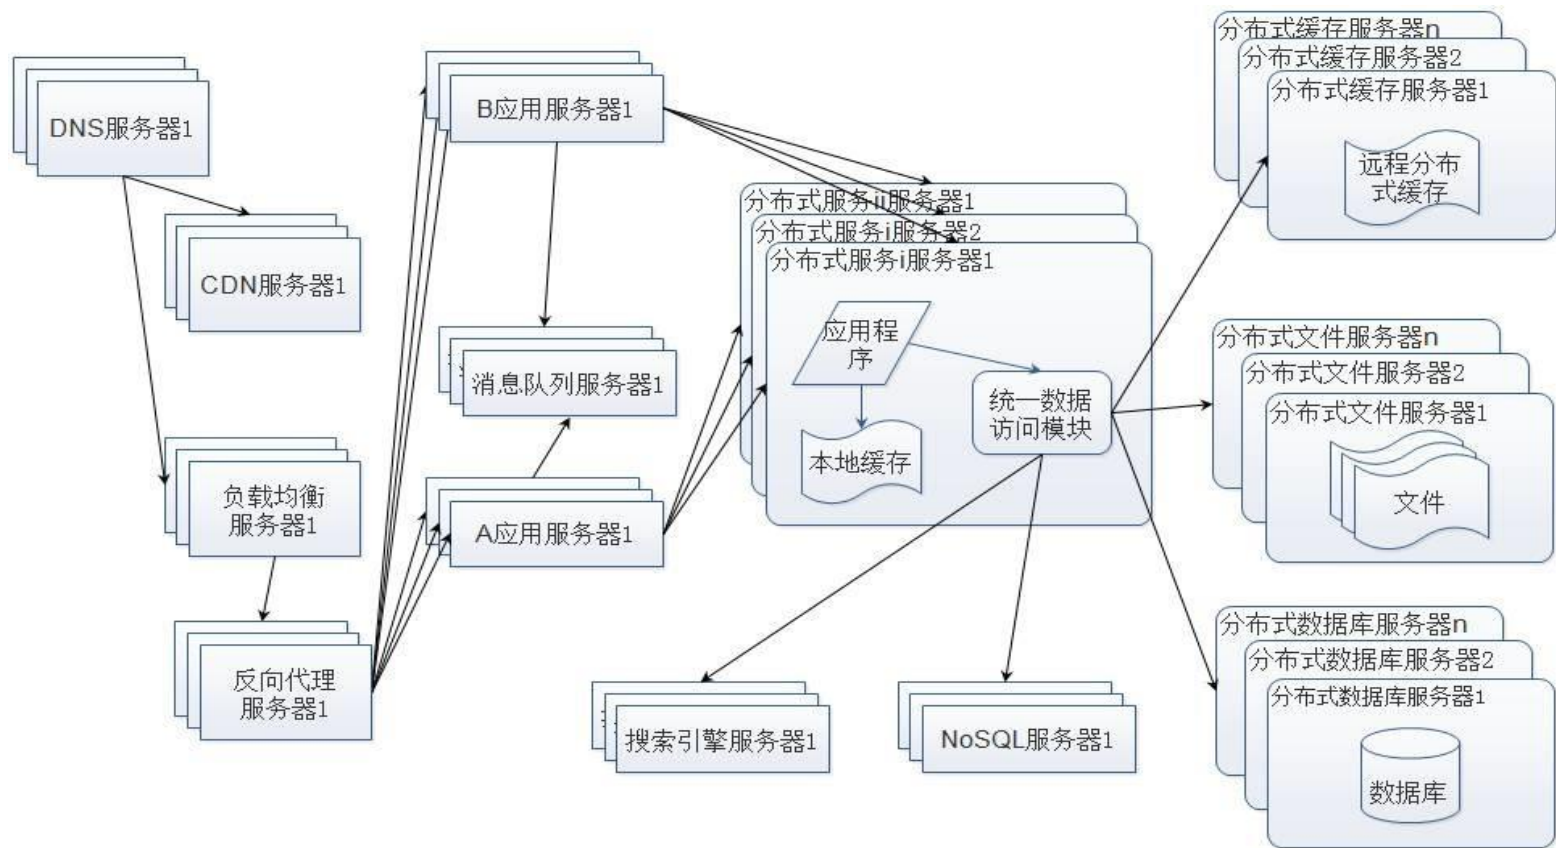 DNS服务器1
CDN服务器1
负载均衡
服务器1
反向代理
服务器1
B应用服务器1
消息队列服务器1
A应用服务器1
分布式服务ii服务器1
分布式服务i服务器2
分布式服务i服务器1
应用程
序
本地缓存
统一数据
访问模块
搜索引擎服务器1
NoSQL服务器1
分布式缓存服务器n
分布式缓存服务器2
分布式缓存服务器1
远程分布
式缓存
分布式文件服务器n
分布式文件服务器2
分布式文件服务器1
文件
分布式数据库服务器n
分布式数据库服务器2
分布式数据库服务器1
数据库